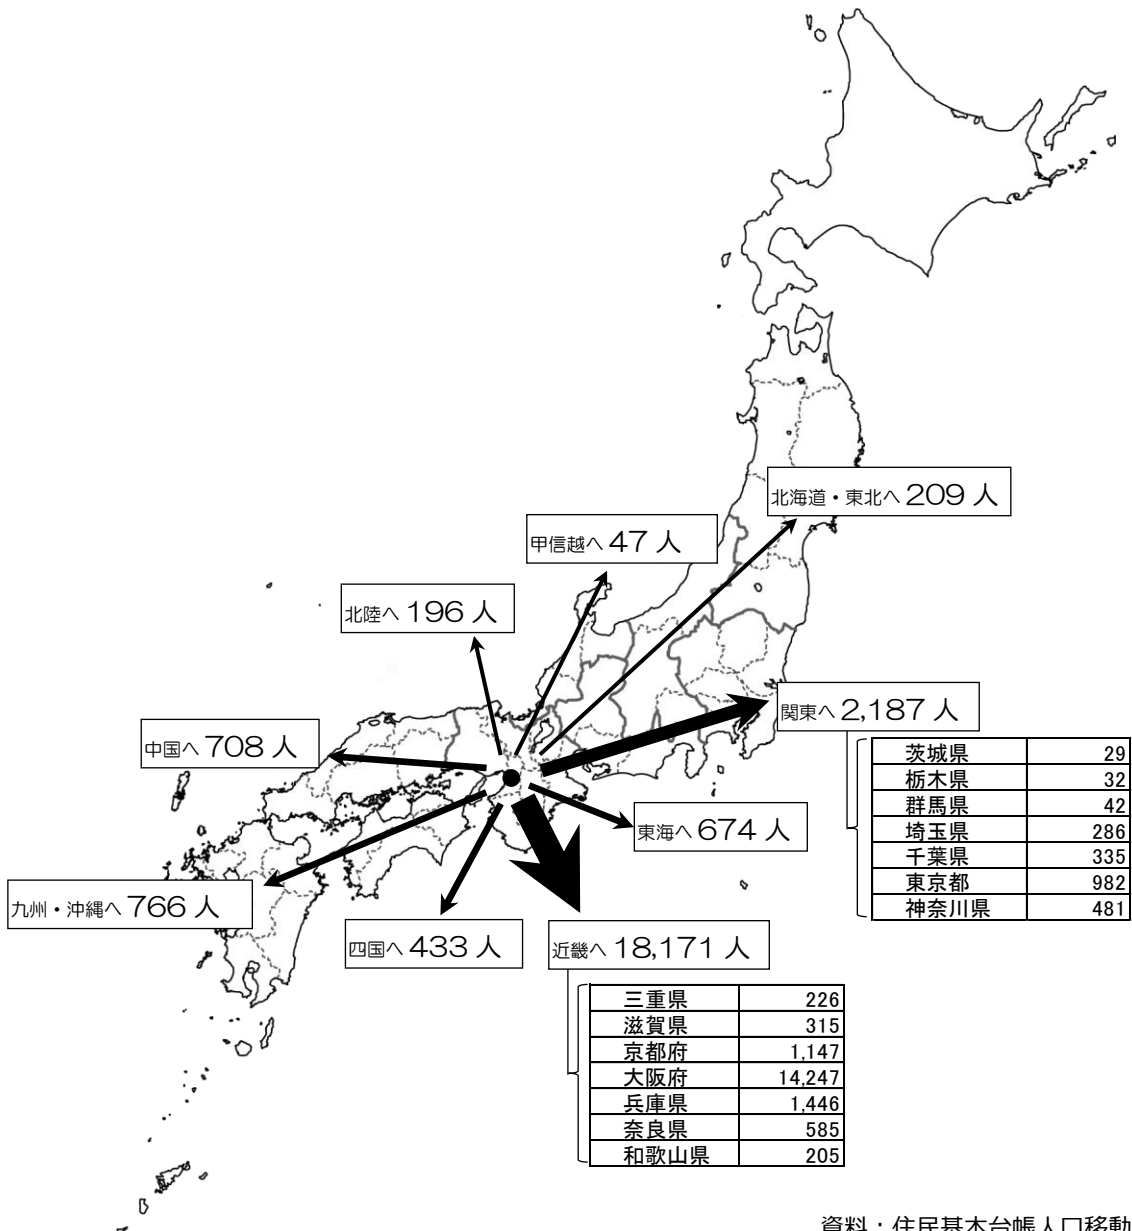 北海道・東北へ 209 人
甲信越へ 47 人
北陸へ 196 人
関東へ 2,187 人
中国へ 708 人
茨城県 29
栃木県 32
群馬県 42
埼玉県 286
千葉県 335
東京都 982
神奈川県 481
東海へ 674 人
九州・沖縄へ 766 人
四国へ 433 人
近畿へ 18,171 人
三重県 226
滋賀県 315
京都府 1,147
大阪府 14,247
兵庫県 1,446
奈良県 585
和歌山県 205
資料：住民基本台帳人口移動